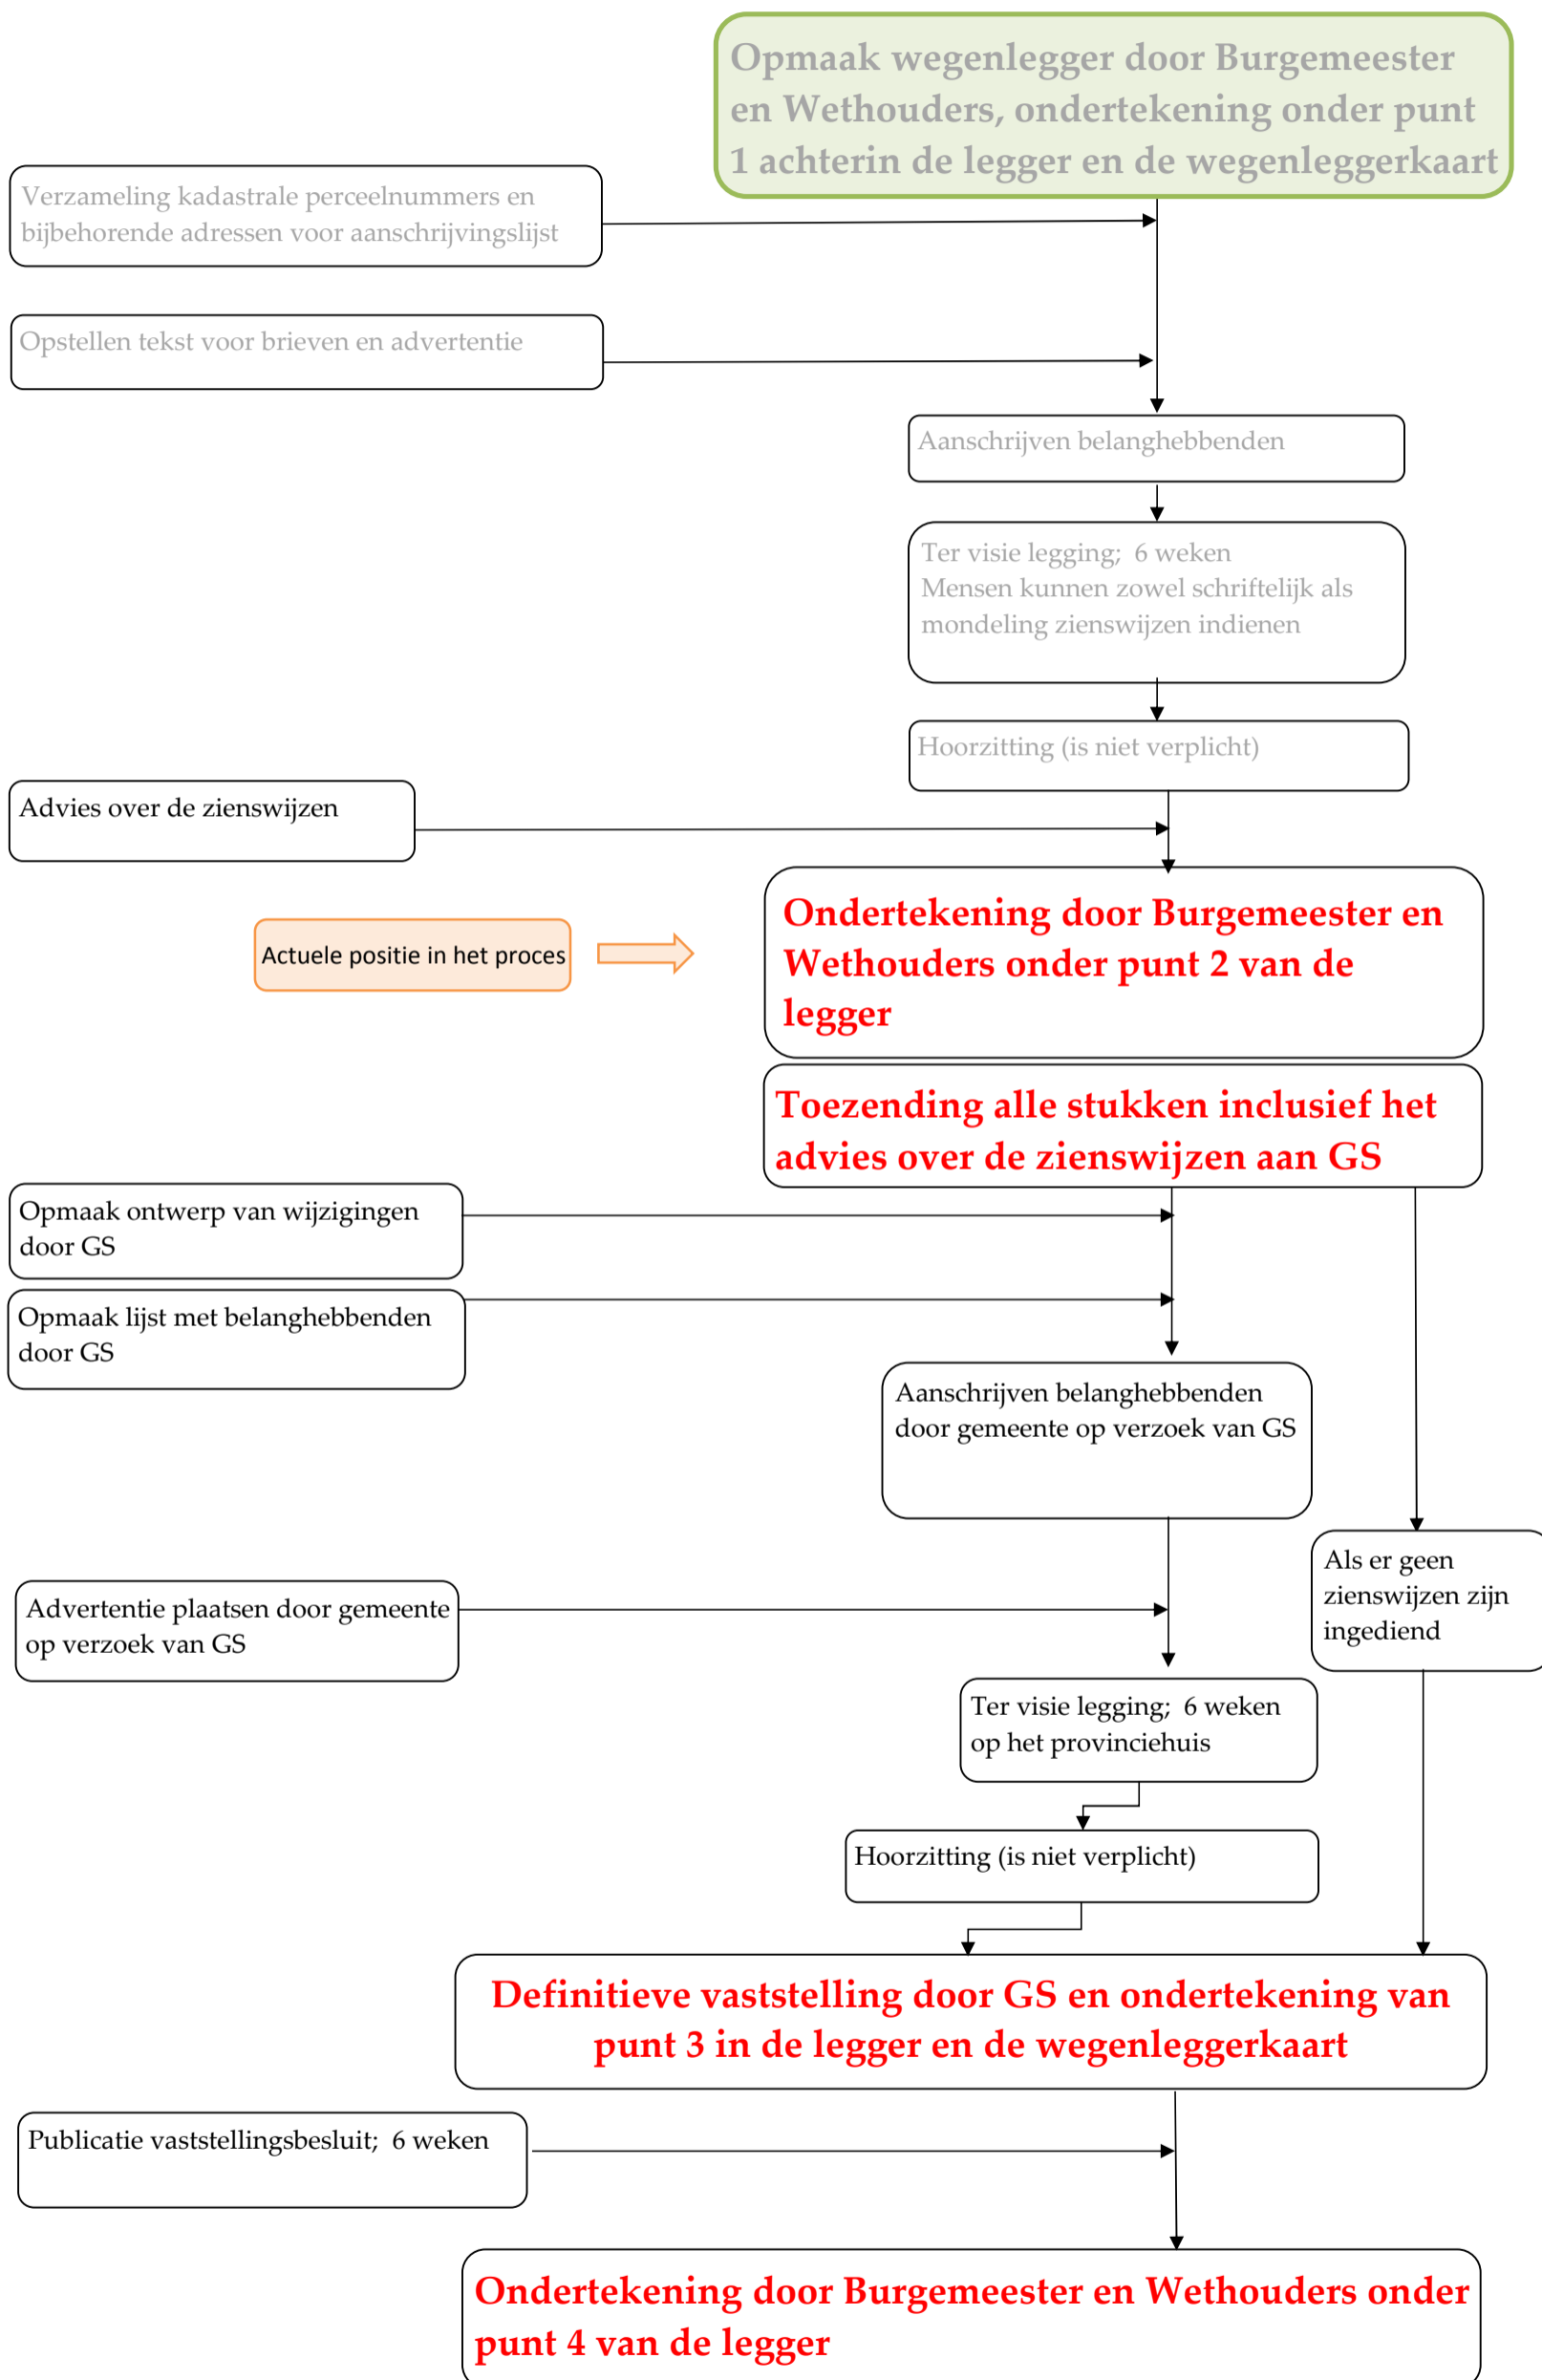 Opmaak wegenlegger door Burgemeester
en Wethouders, ondertekening onder punt
1 achterin de legger en de wegenleggerkaart
Verzameling kadastrale perceelnummers en
bijbehorende adressen voor aanschrijvingslijst
Opstellen tekst voor brieven en advertentie
Aanschrijven belanghebbenden
Ter visie legging;  6 weken
Mensen kunnen zowel schriftelijk als
mondeling zienswijzen indienen
Hoorzitting (is niet verplicht)
Advies over de zienswijzen
Ondertekening door Burgemeester en
Wethouders onder punt 2 van de
legger
Actuele positie in het proces
Toezending alle stukken inclusief het
advies over de zienswijzen aan GS
Opmaak ontwerp van wijzigingen
door GS
Opmaak lijst met belanghebbenden
door GS
Aanschrijven belanghebbenden
door gemeente op verzoek van GS
Als er geen
zienswijzen zijn
ingediend
Advertentie plaatsen door gemeente
op verzoek van GS
Ter visie legging;  6 weken
op het provinciehuis
Hoorzitting (is niet verplicht)
Definitieve vaststelling door GS en ondertekening van
punt 3 in de legger en de wegenleggerkaart
Publicatie vaststellingsbesluit;  6 weken
Ondertekening door Burgemeester en Wethouders onder
punt 4 van de legger